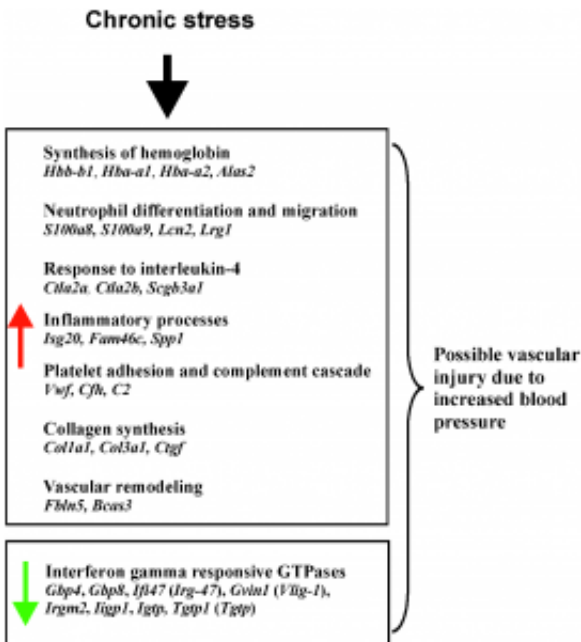 Chronic stress
Synthesis of hemoglobin
Hbb-b1, Hba-a1, Hba-a2, Alas2
Neutrophil differentiation and migration
S100a8, S100a9, Lcn2, Lrg1
Response to interleukin-4
Ctla2a, Ctla2b, Scgb3a1
Inflammatory processes
Isg20, Fam46c, Spp1
Platelet adhesion and complement cascade
Vwf, Cfh, C2
Collagen synthesis
Col1a1, Col3a1, Ctgf
Vascular remodeling
Fbln5, Bcas3
Possible vascular
injury due to
increased blood
pressure
Interferon gamma responsive GTPases
Gbp4, Gbp8, Ifi47 (Irg-47), Gvin1 (Vlig-1),
Irgm2, Iigp1, Igtp, Tgtp1 (Tgtp)